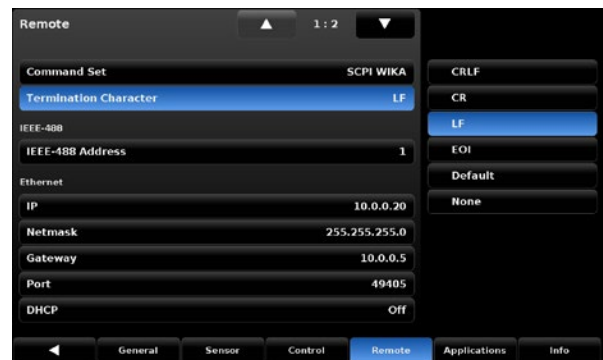 Remote 1:2
Command Set SCPI WIKA
Termination Character LF
IEEE-488
IEEE-488 Address 1
Ethernet
IP 10.0.0.20
Netmask 255.255.255.0
Gateway 10.0.0.5
Port 49405
DHCP Off
CRLF
CR
LF
EOI
Default
None
General Sensor Control Remote Applications Info